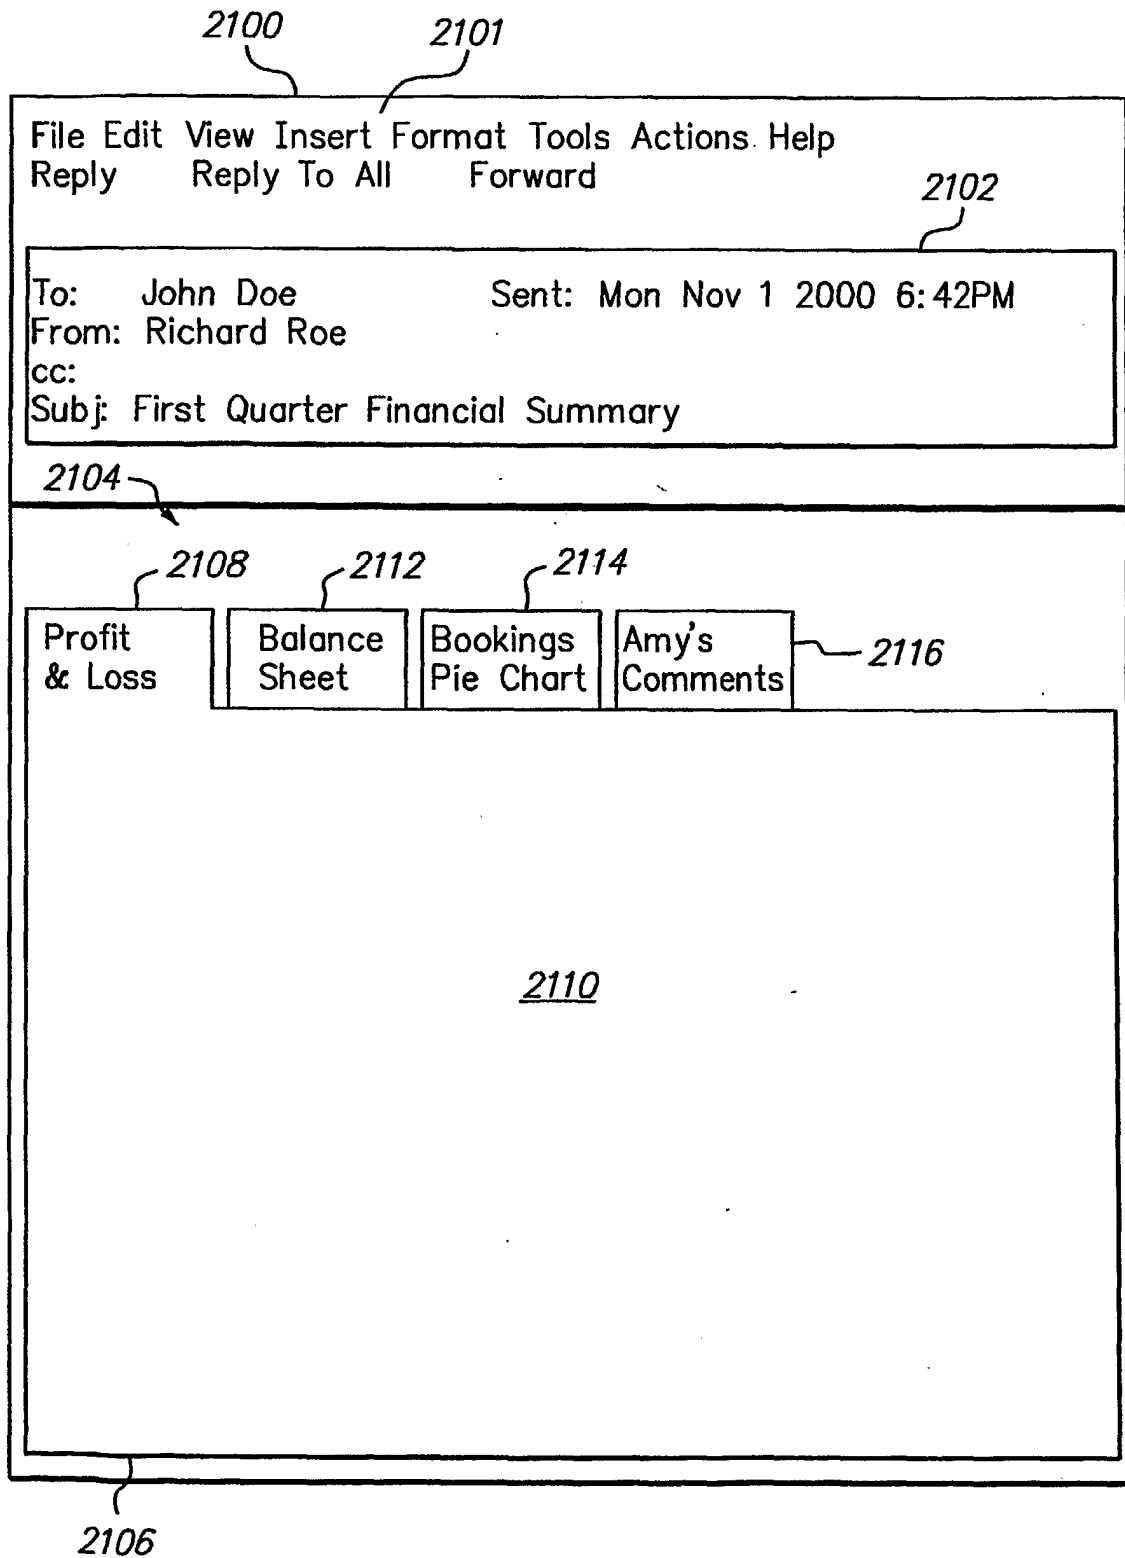 2100 2101
File Edit View Insert Format Tools Actions Help
Reply Reply To All Forward
2102
To: John Doe Sent: Mon Nov 1 2000 6:42PM
From: Richard Roe
cc:
Subj: First Quarter Financial Summary
2104
2108 2112 2114
Profit Balance Bookings Amy's
& Loss Sheet Pie Chart Comments
2116
2110
2106